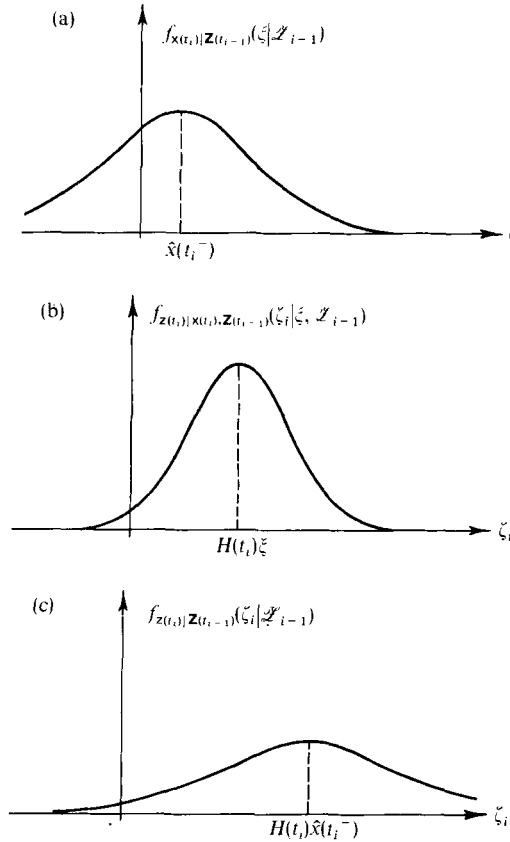 (a)
f_{x(t_i)|Z(t_{i-1})}(ξ|𝒵_{i-1})
x̂(t_i^-)
(b)
f_{z(t_i)|x(t_i),Z(t_{i-1})}(ζ_i|ξ, 𝒵_{i-1})
H(t_i)ξ
ζ_i
(c)
f_{z(t_i)|Z(t_{i-1})}(ζ_i|𝒵_{i-1})
H(t_i)x̂(t_i^-)
ζ_i